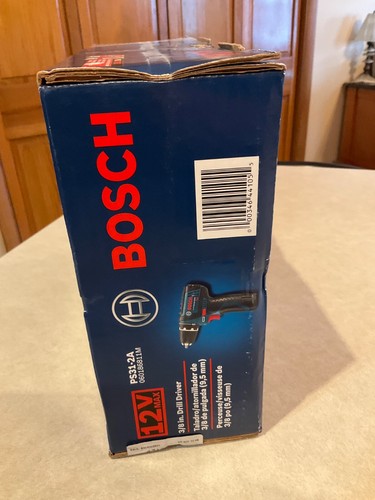 BOSCH
PS31-2A
060186811M
12V
MAX
3/8 in. Drill Driver
Taladro/atornillador de
3/8 de pulgada (9,5 mm)
Perceuse/visseuse de
3/8 po (9,5 mm)